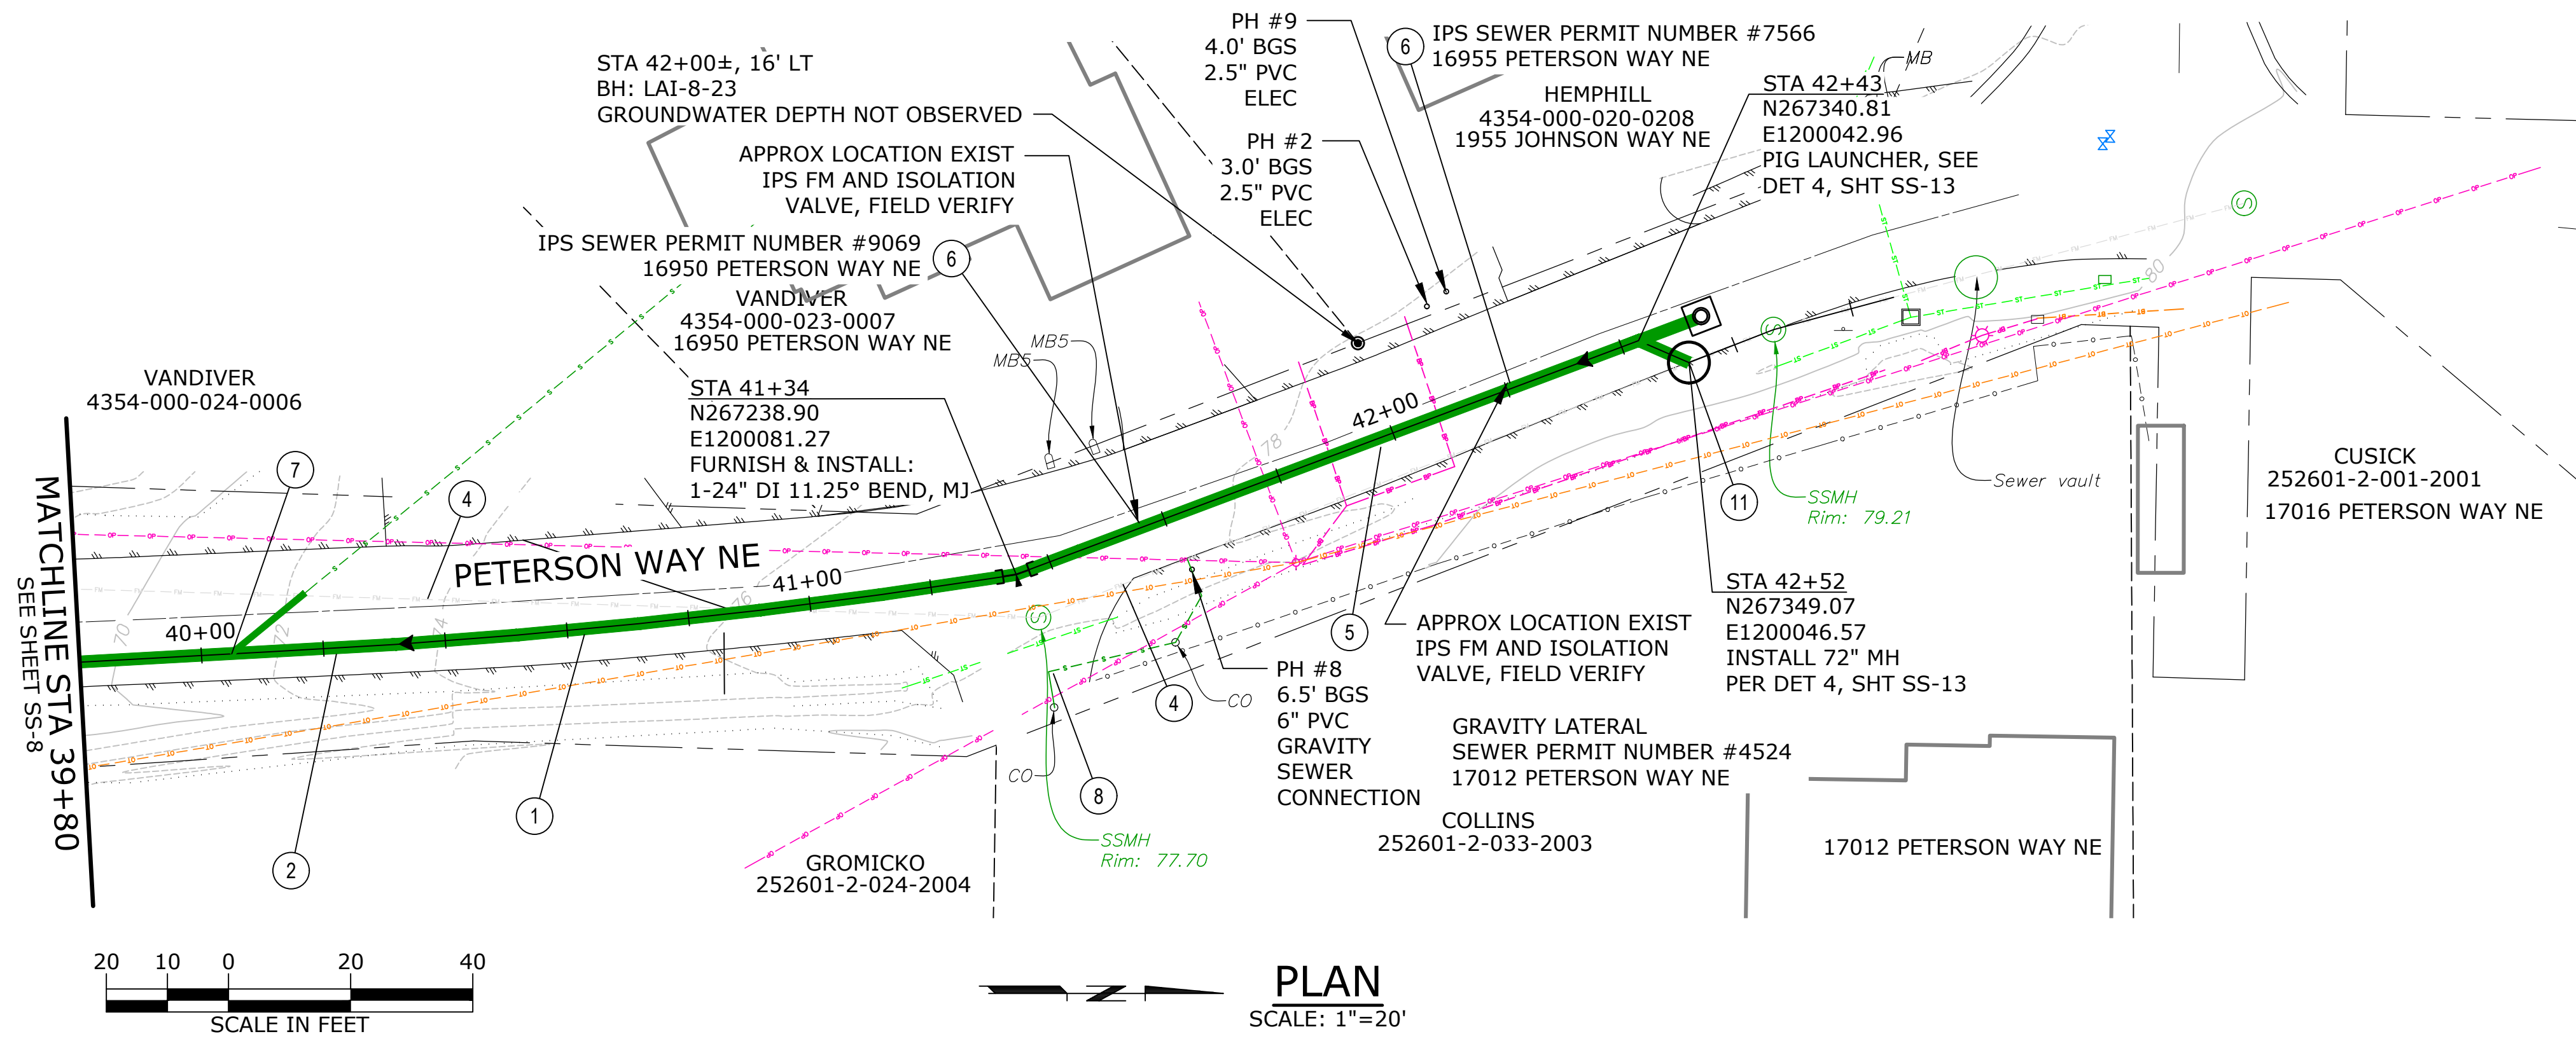 STA 42+00±, 16' LT
BH: LAI-8-23
GROUNDWATER DEPTH NOT OBSERVED
APPROX LOCATION EXIST
IPS FM AND ISOLATION
VALVE, FIELD VERIFY
IPS SEWER PERMIT NUMBER #9069
16950 PETERSON WAY NE
6
VANDIVER
4354-000-023-0007
16950 PETERSON WAY NE
PH #9
4.0' BGS
2.5" PVC
ELEC
PH #2
3.0' BGS
2.5" PVC
ELEC
6
IPS SEWER PERMIT NUMBER #7566
16955 PETERSON WAY NE
HEMPHILL
4354-000-020-0208
1955 JOHNSON WAY NE
STA 42+43
N267340.81
E1200042.96
PIG LAUNCHER, SEE
DET 4, SHT SS-13
MB
MB5
MB5
VANDIVER
4354-000-024-0006
STA 41+34
N267238.90
E1200081.27
FURNISH & INSTALL:
1-24" DI 11.25° BEND, MJ
7
4
MATCHLINE STA 39+80
SEE SHEET SS-8
PETERSON WAY NE
40+00
41+00
42+00
70
72
74
76
78
80
S
S
S
11
SSMH
Rim: 79.21
Sewer vault
CUSICK
252601-2-001-2001
17016 PETERSON WAY NE
STA 42+52
N267349.07
E1200046.57
INSTALL 72" MH
PER DET 4, SHT SS-13
5
APPROX LOCATION EXIST
IPS FM AND ISOLATION
VALVE, FIELD VERIFY
4
CO
CO
8
PH #8
6.5' BGS
6" PVC
GRAVITY
SEWER
CONNECTION
GRAVITY LATERAL
SEWER PERMIT NUMBER #4524
17012 PETERSON WAY NE
COLLINS
252601-2-033-2003
17012 PETERSON WAY NE
1
2
SSMH
Rim: 77.70
GROMICKO
252601-2-024-2004
20 10 0 20 40
SCALE IN FEET
Z
PLAN
SCALE: 1"=20'